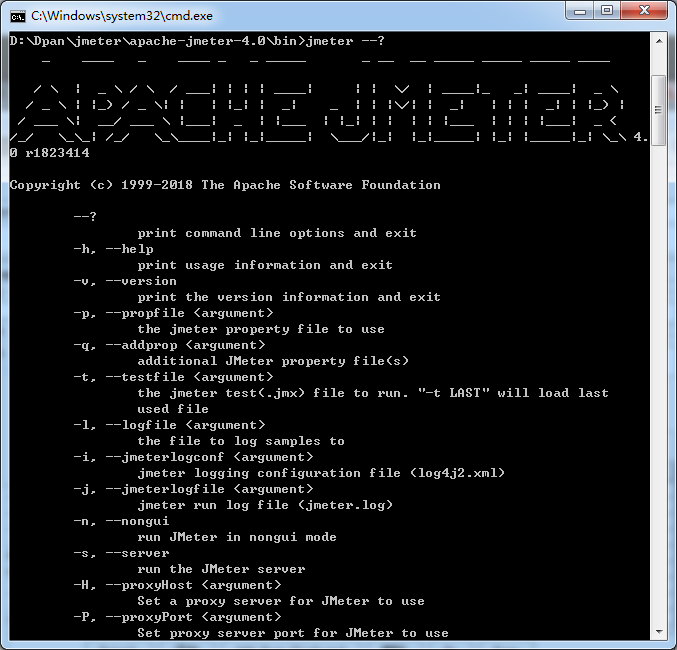 C:\Windows\system32\cmd.exe
D:\Dpan\jmeter\apache-jmeter-4.0\bin>jmeter --?
APACHE JMETER 4.
0 r1823414
Copyright (c) 1999-2018 The Apache Software Foundation
--?
print command line options and exit
-h, --help
print usage information and exit
-v, --version
print the version information and exit
-p, --propfile <argument>
the jmeter property file to use
-q, --addprop <argument>
additional JMeter property file(s)
-t, --testfile <argument>
the jmeter test(.jmx) file to run. "-t LAST" will load last
used file
-l, --logfile <argument>
the file to log samples to
-i, --jmeterlogconf <argument>
jmeter logging configuration file (log4j2.xml)
-j, --jmeterlogfile <argument>
jmeter run log file (jmeter.log)
-n, --nongui
run JMeter in nongui mode
-s, --server
run the JMeter server
-H, --proxyHost <argument>
Set a proxy server for JMeter to use
-P, --proxyPort <argument>
Set proxy server port for JMeter to use